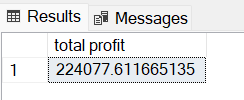 Results Messages
total profit
1 224077.611665135